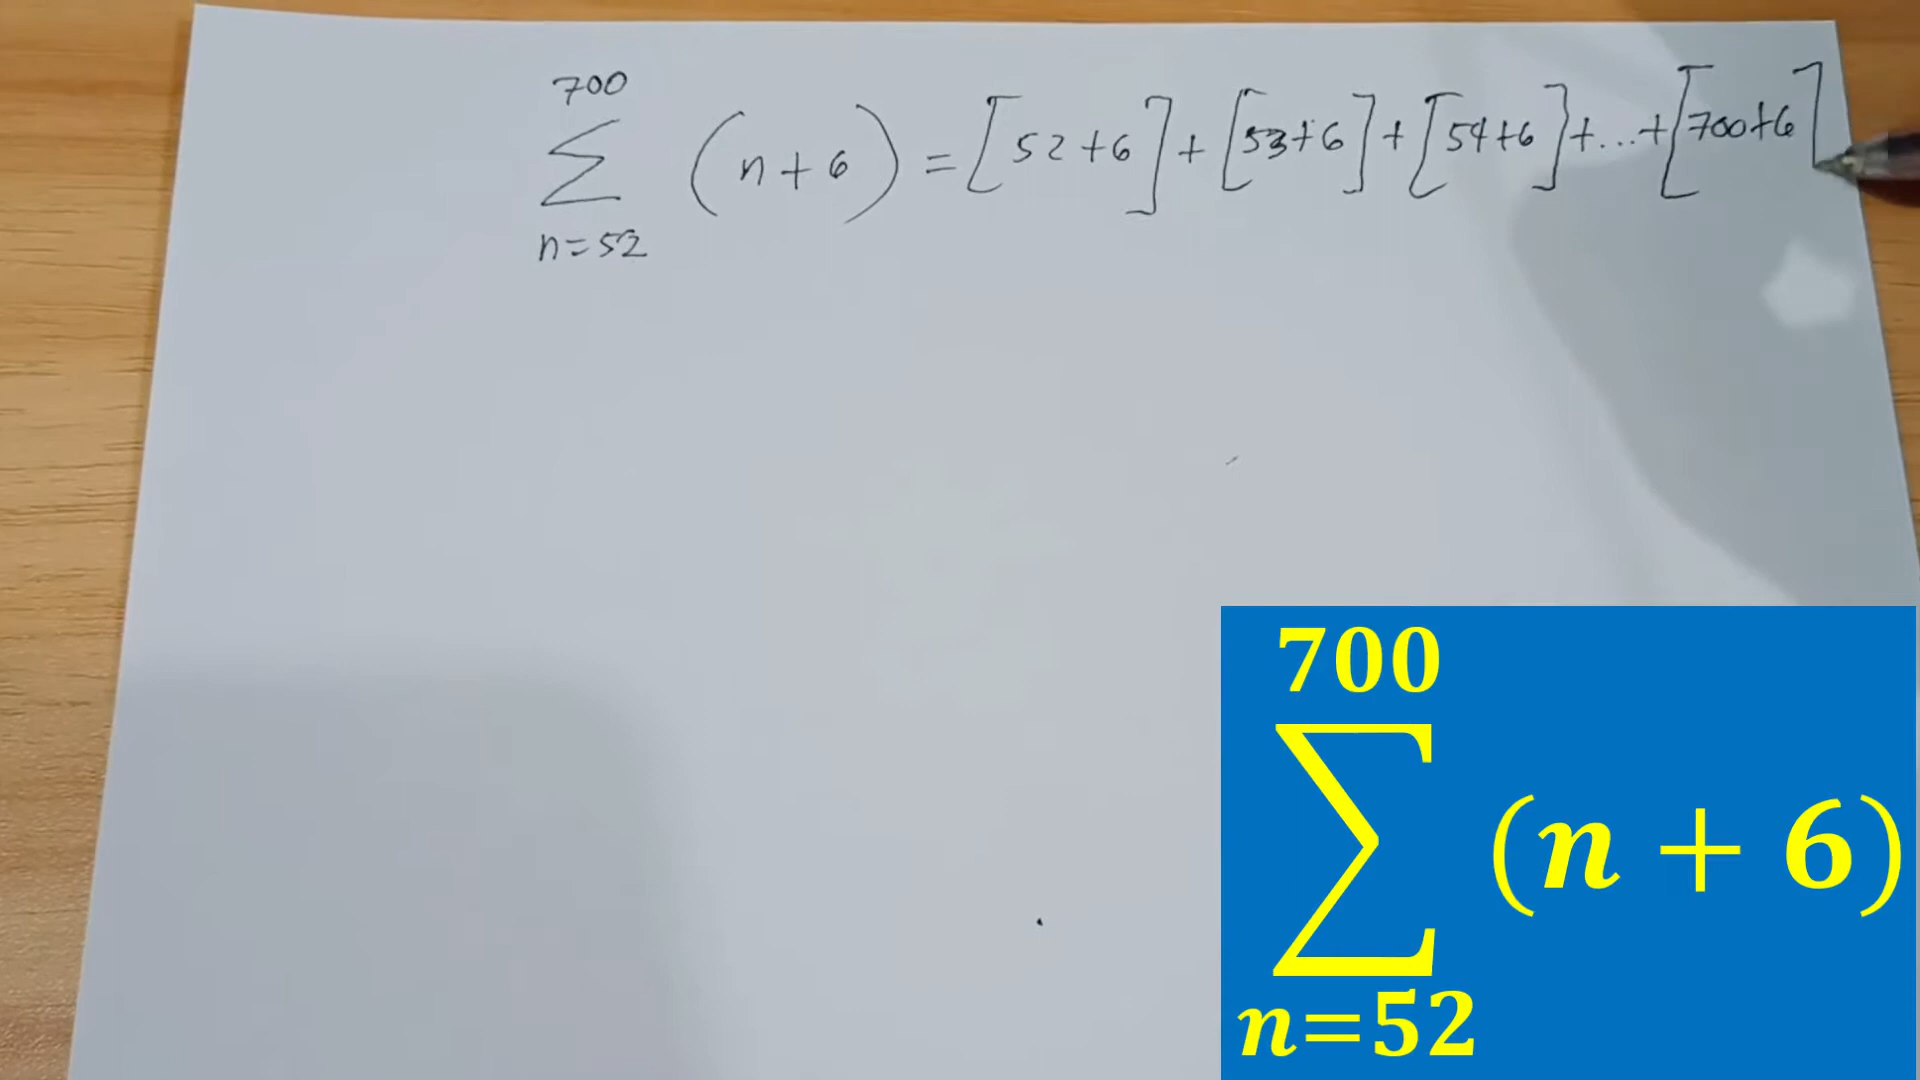 700
∑ (n+6) = [52+6] + [53+6] + [54+6] +...+ [700+6]
n=52
700
∑ (n + 6)
n=52